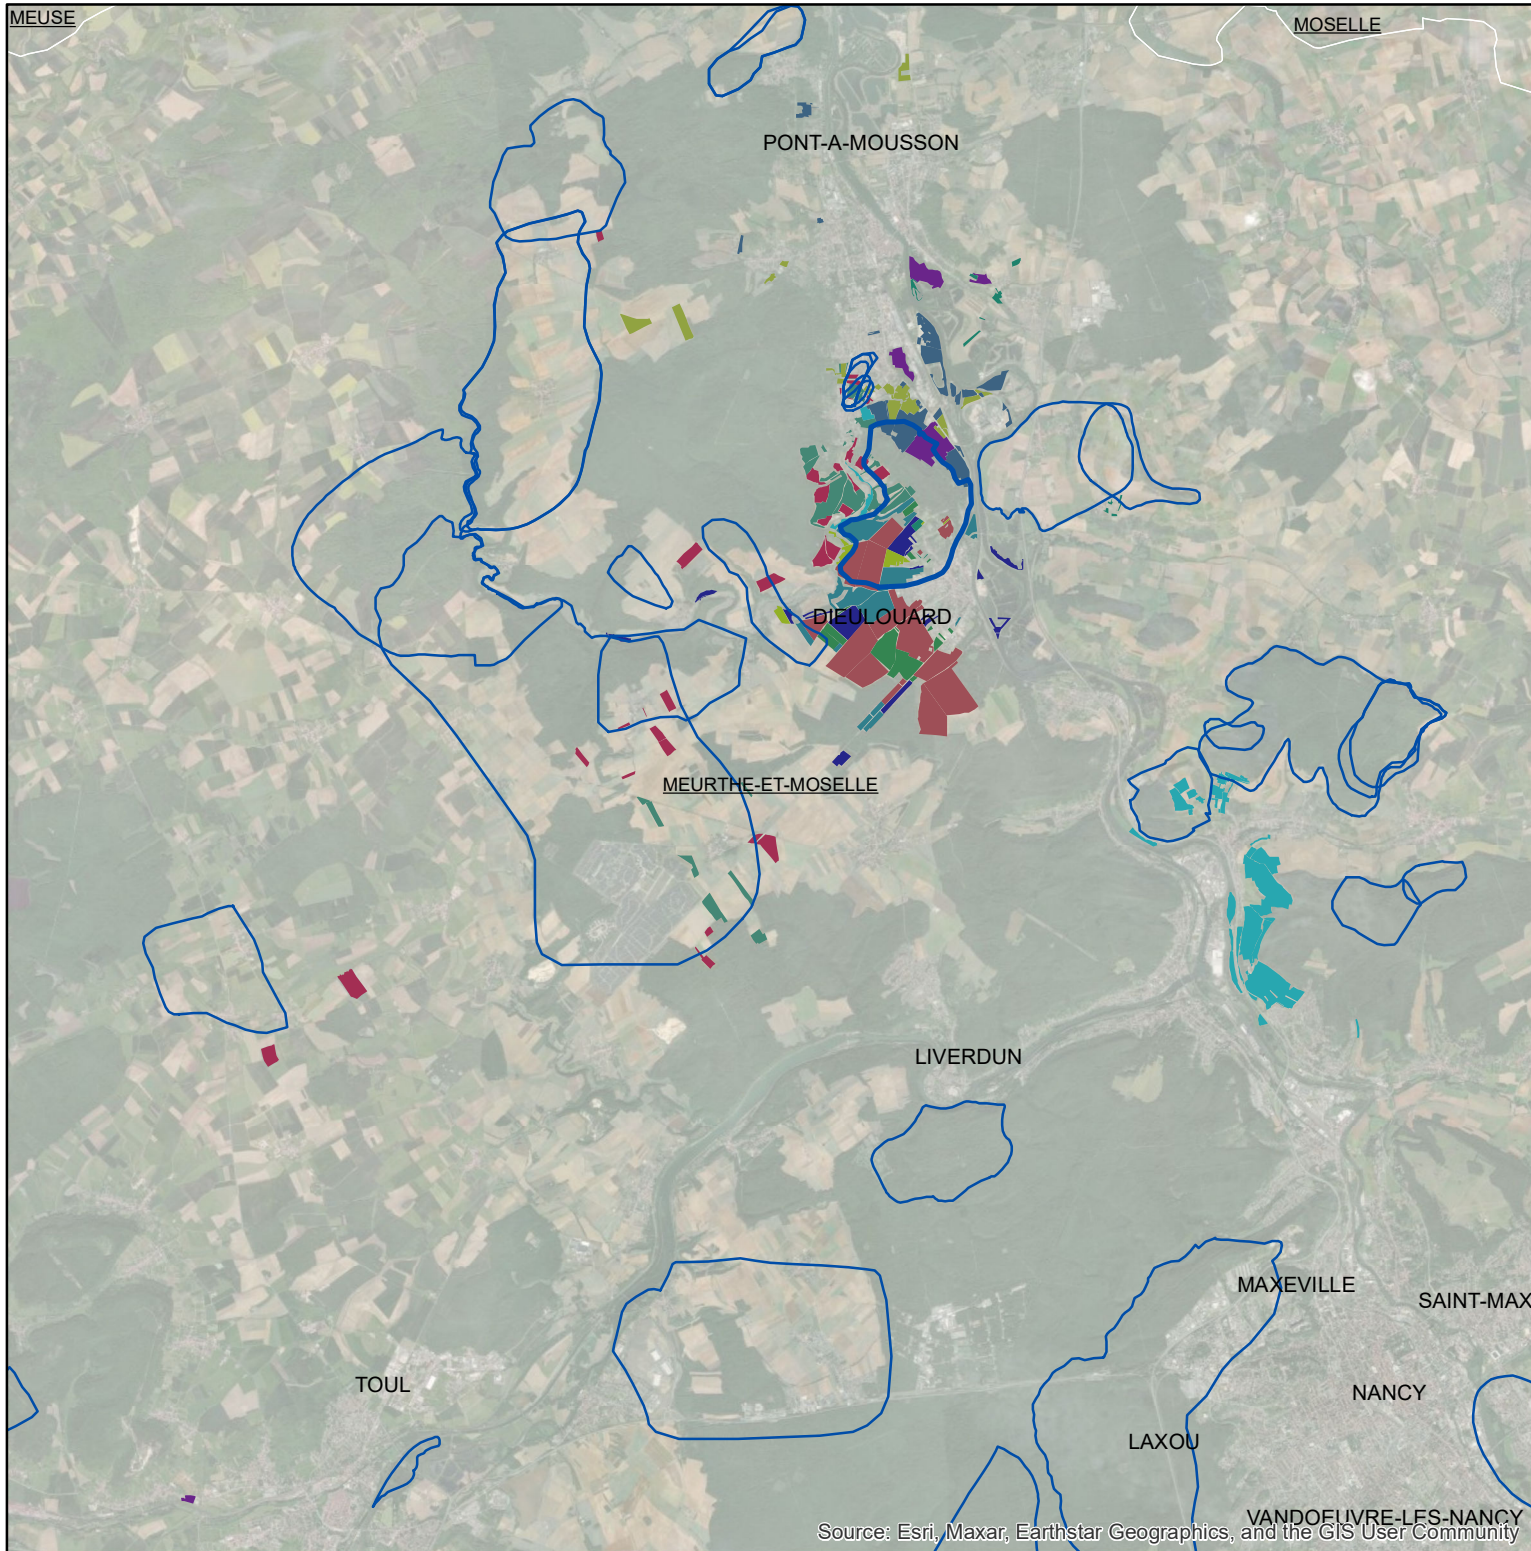 MEUSE
MOSELLE
PONT-A-MOUSSON
DIEULOUARD
MEURTHE-ET-MOSELLE
LIVERDUN
MAXEVILLE
SAINT-MAX
TOUL
NANCY
LAXOU
VANDOEUVRE-LES-NANCY
Source: Esri, Maxar, Earthstar Geographics, and the GIS User Community